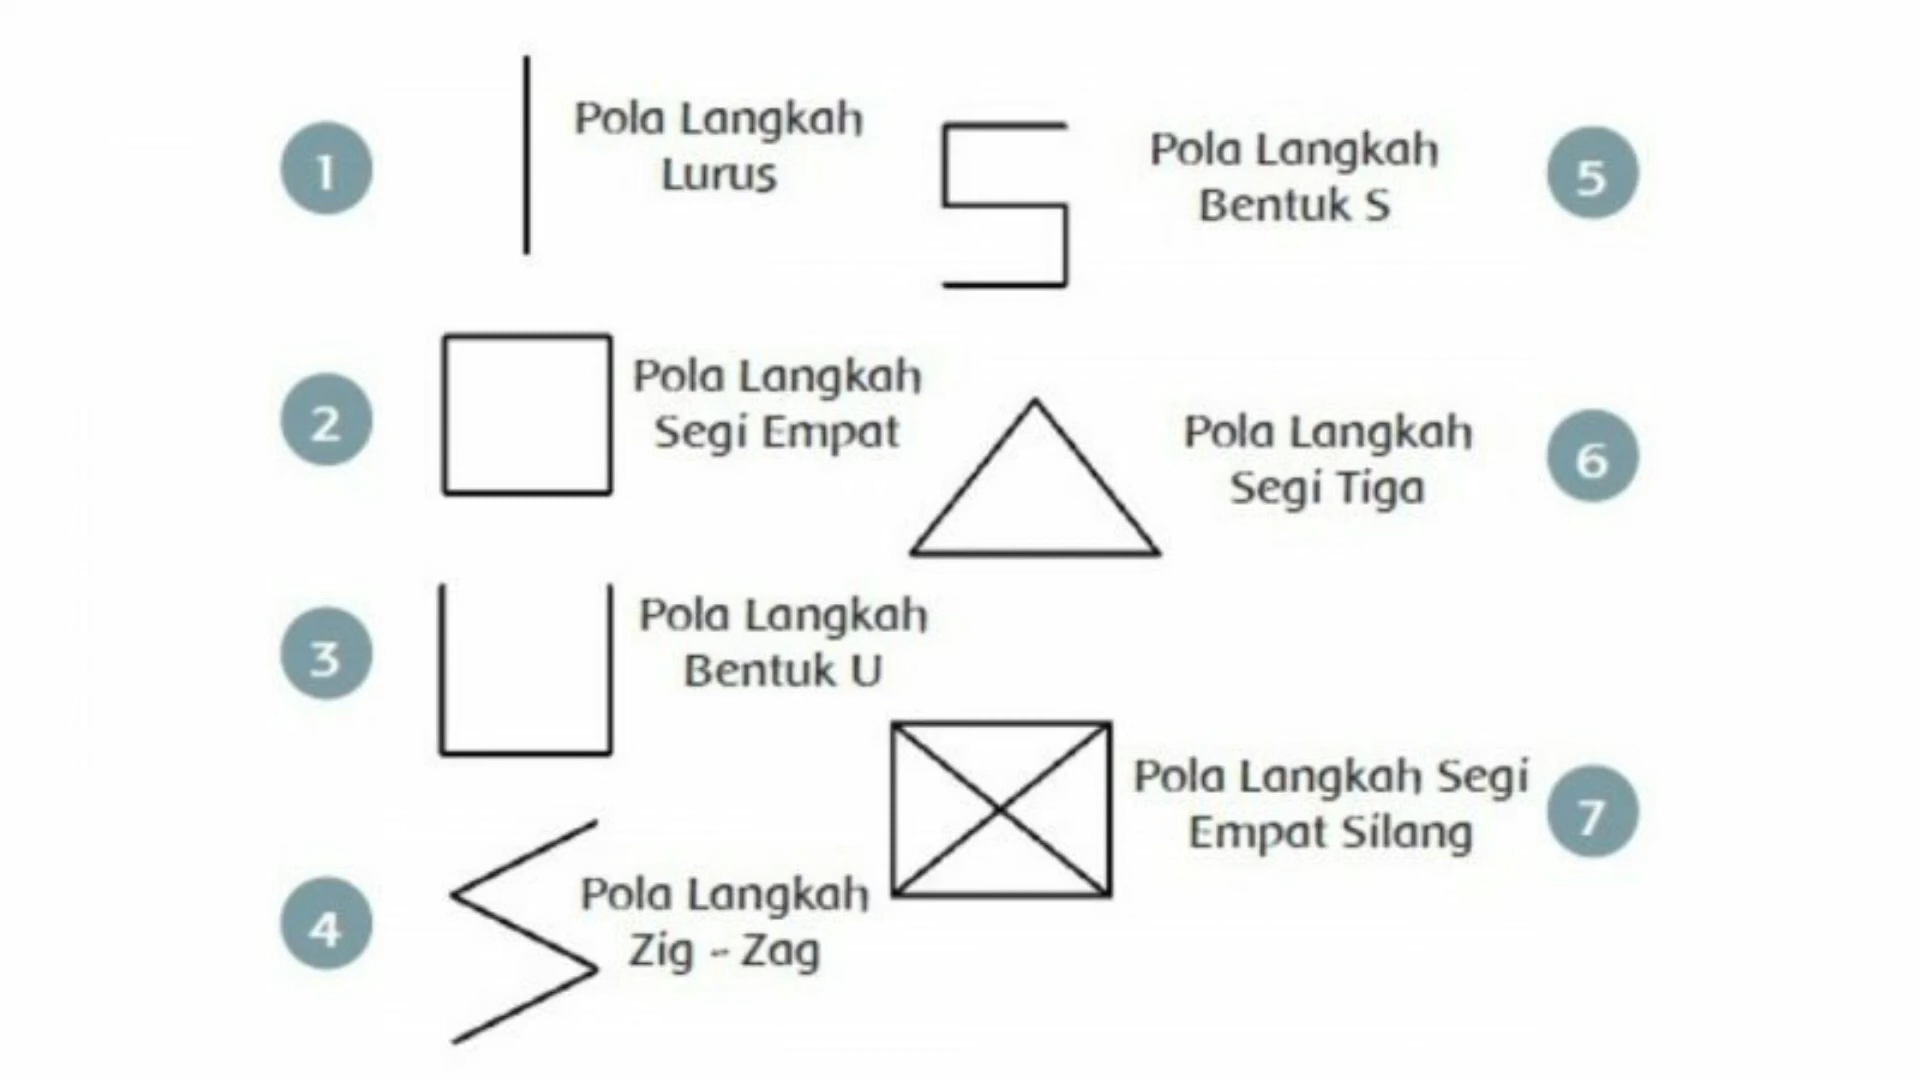 1
Pola Langkah
Lurus
2
Pola Langkah
Segi Empat
3
Pola Langkah
Bentuk U
4
Pola Langkah
Zig - Zag
Pola Langkah
Bentuk S
5
Pola Langkah
Segi Tiga
6
Pola Langkah Segi
Empat Silang
7